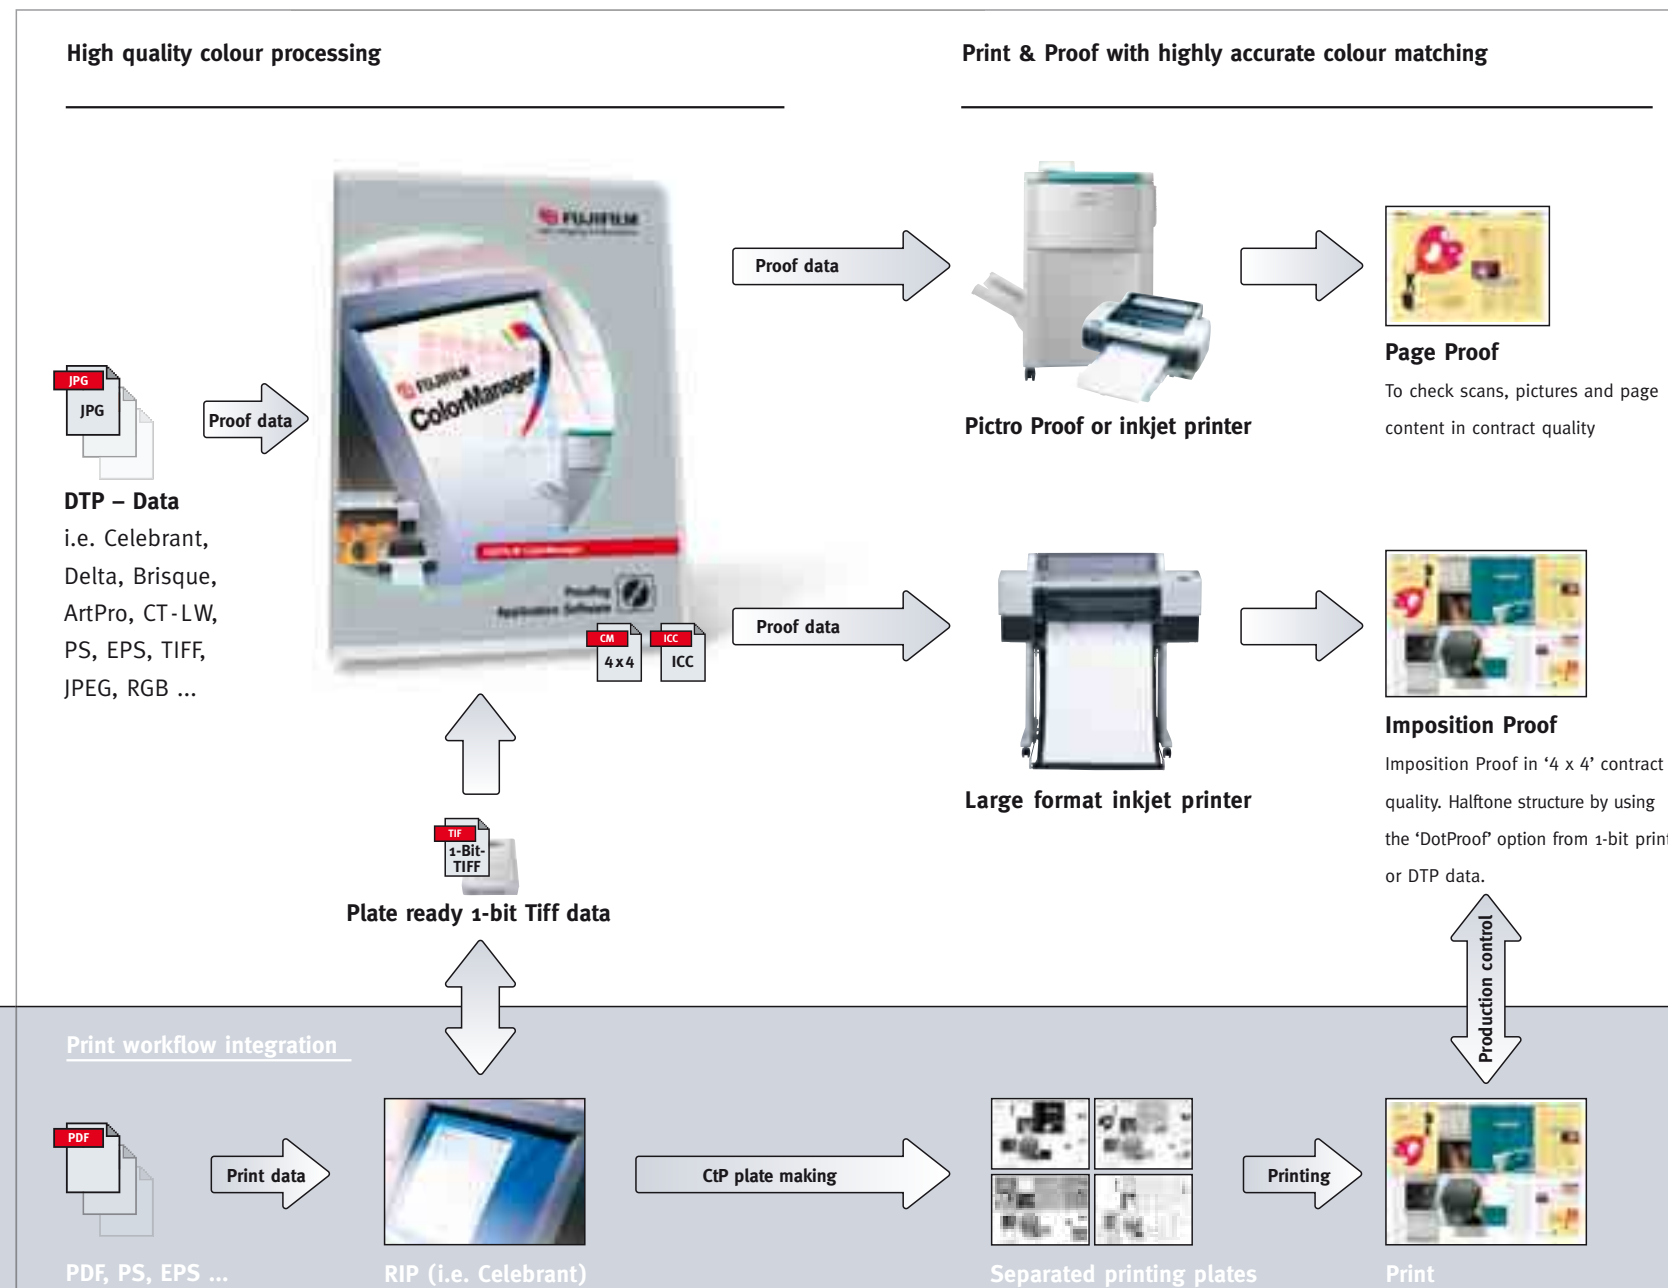 High quality colour processing
Print & Proof with highly accurate colour matching
FUJIFILM
FUJIFILM
ColorManager
Proofing
Application Software
CM
4x4
ICC
ICC
JPG
JPG
Proof data
DTP – Data
i.e. Celebrant,
Delta, Brisque,
ArtPro, CT-LW,
PS, EPS, TIFF,
JPEG, RGB ...
Proof data
Pictro Proof or inkjet printer
Page Proof
To check scans, pictures and page
content in contract quality
Proof data
Large format inkjet printer
Imposition Proof
Imposition Proof in ‘4 x 4’ contract
quality. Halftone structure by using
the ‘DotProof’ option from 1-bit print
or DTP data.
TIF
1-Bit-
TIFF
Plate ready 1-bit Tiff data
Production control
Print workflow integration
PDF
Print data
CtP plate making
Printing
PDF, PS, EPS ...
RIP (i.e. Celebrant)
Separated printing plates
Print